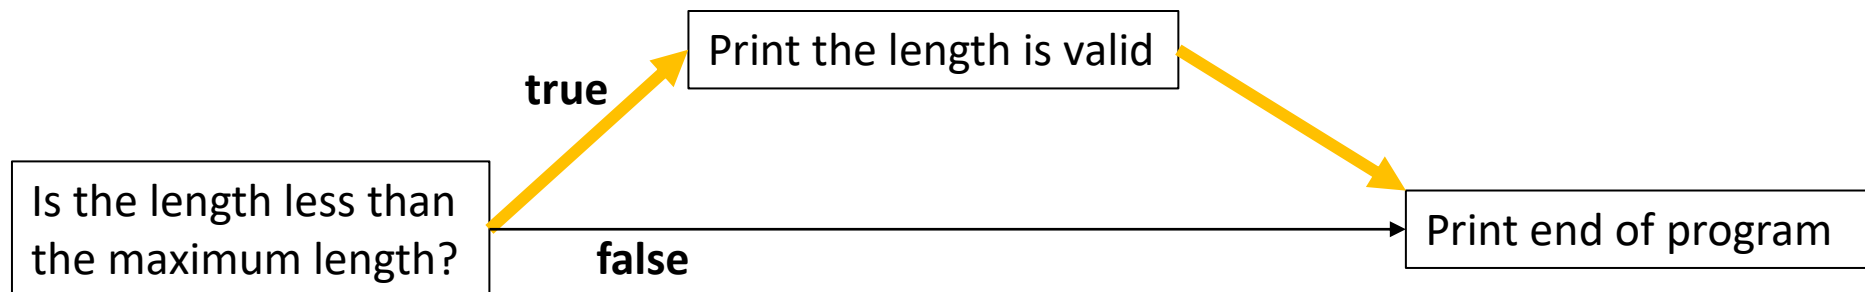 Print the length is valid
true
Is the length less than
the maximum length?
false
Print end of program